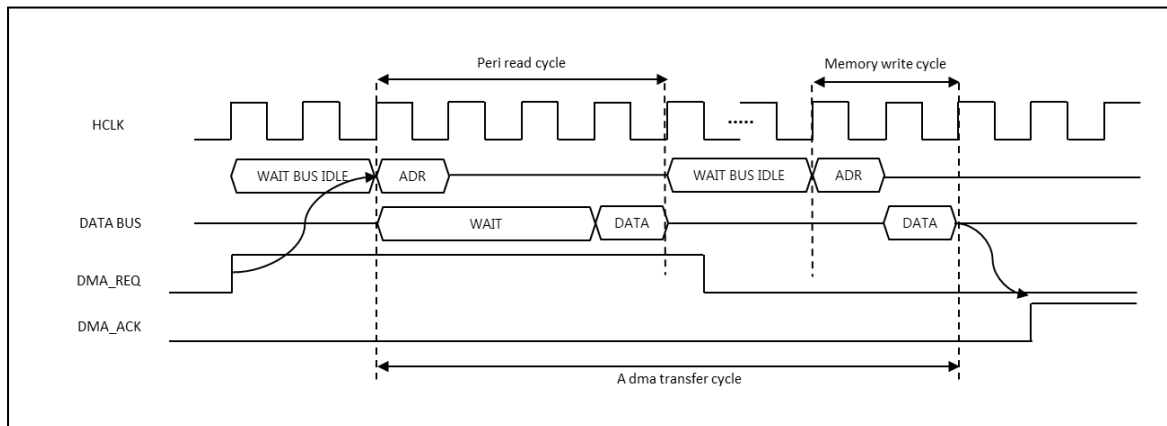 Peri read cycle
Memory write cycle
HCLK
.....
WAIT BUS IDLE
ADR
WAIT BUS IDLE
ADR
DATA BUS
WAIT
DATA
DATA
DMA_REQ
DMA_ACK
A dma transfer cycle